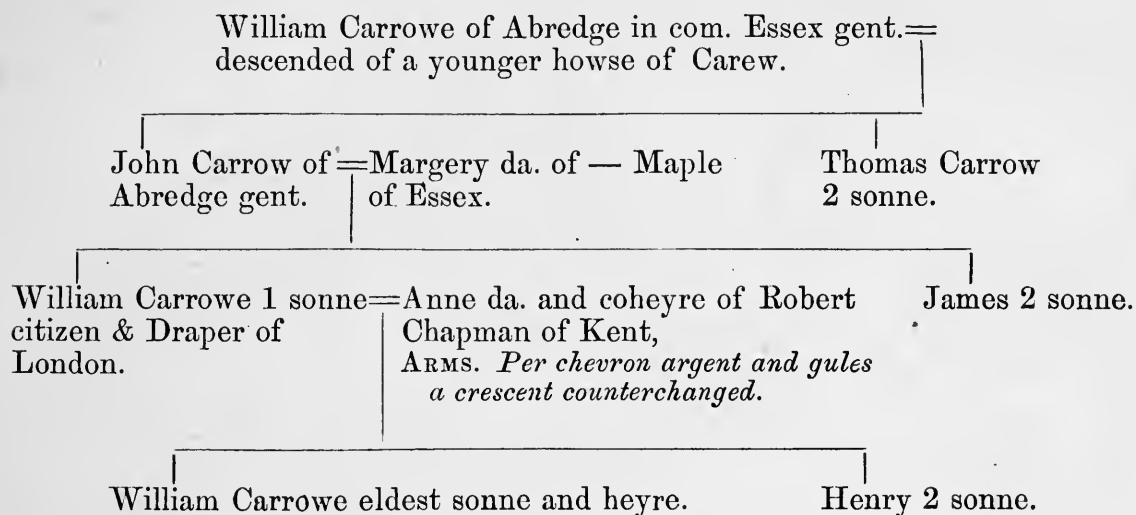 William Carrowe of Abredge in com. Essex gent.=
descended of a younger howse of Carew.
John Carrow of=Margery da. of — Maple
Abredge gent.
of Essex.
Thomas Carrow
2 sonne.
William Carrowe 1 sonne=Anne da. and coheyre of Robert
citizen & Draper of
London.
Chapman of Kent,
ARMS. Per chevron argent and gules
a crescent counterchanged.
James 2 sonne.
William Carrowe eldest sonne and heyre.
Henry 2 sonne.